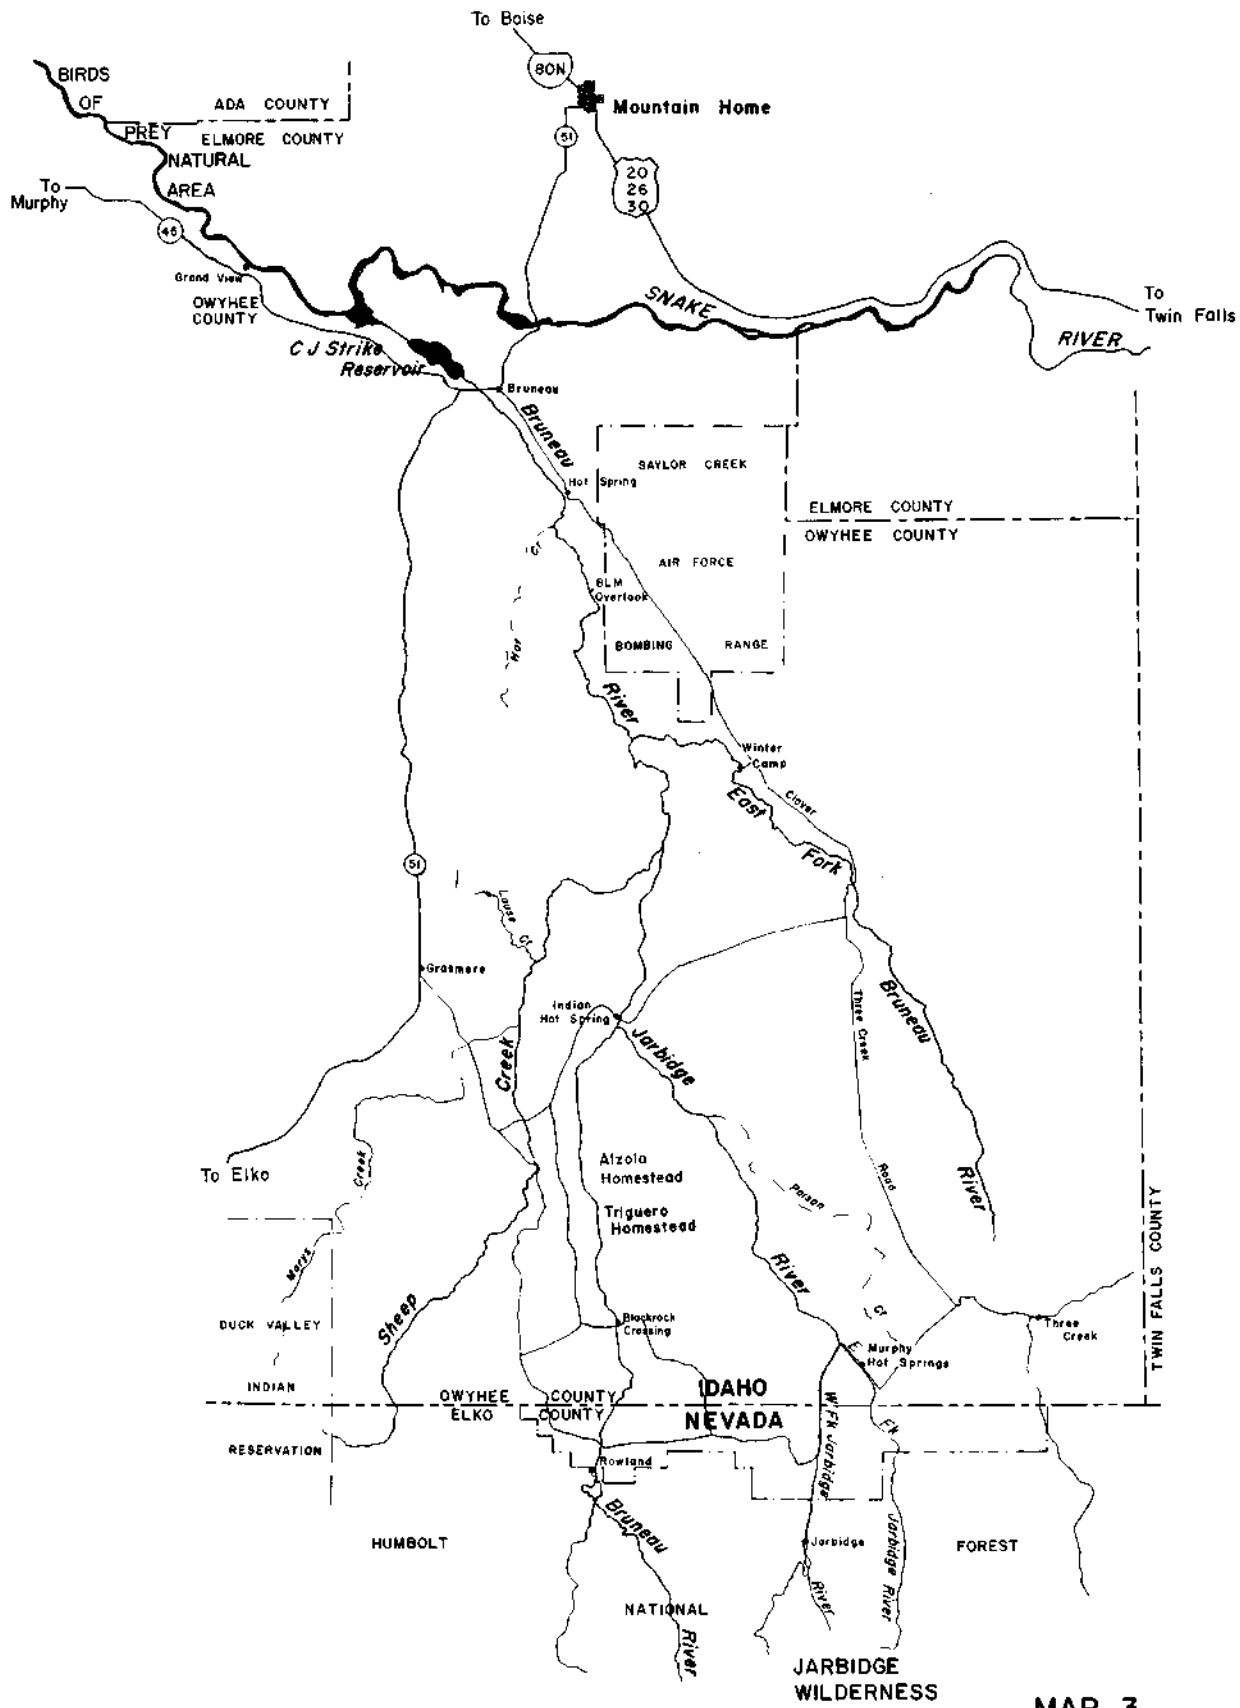 To Boise
80N
BIRDS
OF
PREY
NATURAL
AREA
ADA COUNTY
ELMORE COUNTY
Mountain Home
51
20
26
30
To
Murphy
45
Grand View
OWYHEE
COUNTY
SNAKE
RIVER
To
Twin Falls
C J Strike
Reservoir
Bruneau
Bruneau
Hot Spring
SAYLOR CREEK
AIR FORCE
BOMBING RANGE
ELMORE COUNTY
OWYHEE COUNTY
Cr
Hot
BLM
Overlook
River
Winter
Camp
East
Fork
Clover
51
Louse Cr
Grasmere
Indian
Hot Spring
Jarbidge
Bruneau
Three Creek
Creek
To Elko
Creek
Alzola
Homestead
Triguero
Homestead
Poison
Road
River
River
TWIN FALLS COUNTY
Marys
DUCK VALLEY
Sheep
Blackrock
Crossing
Cr
Three
Creek
E
Murphy
Hot Springs
INDIAN
OWYHEE COUNTY
ELKO COUNTY
IDAHO
NEVADA
RESERVATION
W Fk Jarbidge
Fk
Rowland
Bruneau
HUMBOLT
Jarbidge
Jarbidge River
FOREST
River
NATIONAL
River
JARBIDGE
WILDERNESS
MAP 3